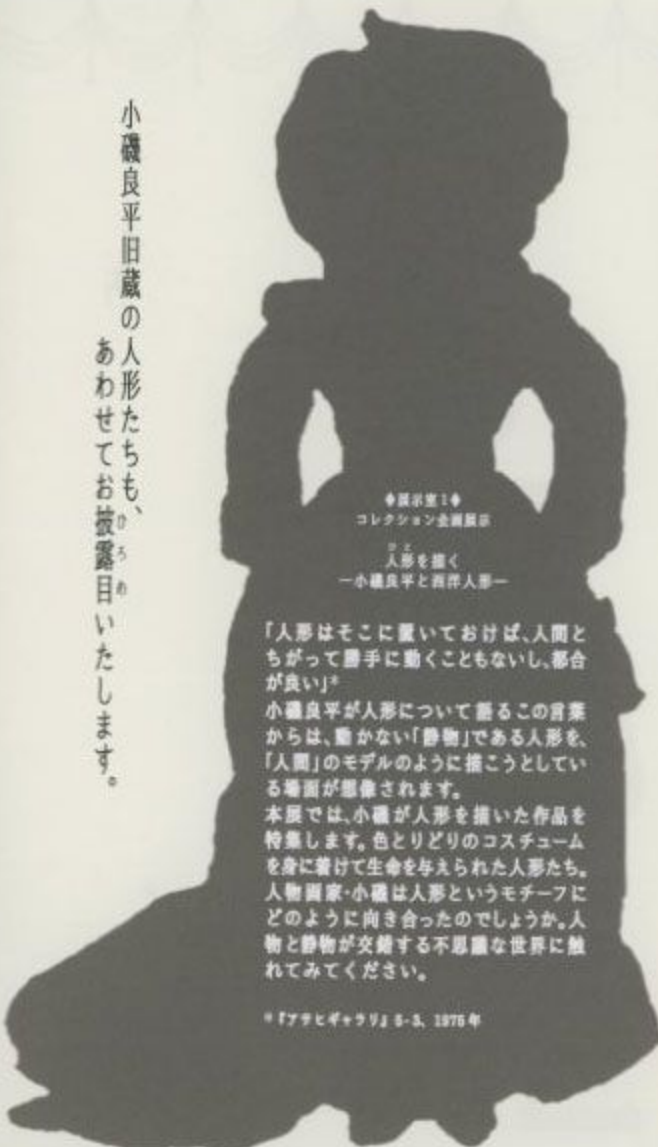 小磯良平旧蔵の人形たちも、
あわせてお披露目いたします。
ひろめ
◆展示室1◆
コレクション企画展示
ひと
人形を描く
―小磯良平と西洋人形―
「人形はそこに置いておけば、人間と
ちがって勝手に動くこともないし、都合
が良い」*
小磯良平が人形について語るこの言葉
からは、動かない「静物」である人形を、
「人間」のモデルのように描こうとしてい
る場面が想像されます。
本展では、小磯が人形を描いた作品を
特集します。色とりどりのコスチューム
を身に着けて生命を与えられた人形たち。
人物画家・小磯は人形というモチーフに
どのように向き合ったのでしょうか。人
物と静物が交錯する不思議な世界に触
れてみてください。
*『アサヒギャラリ』5-3、1975年